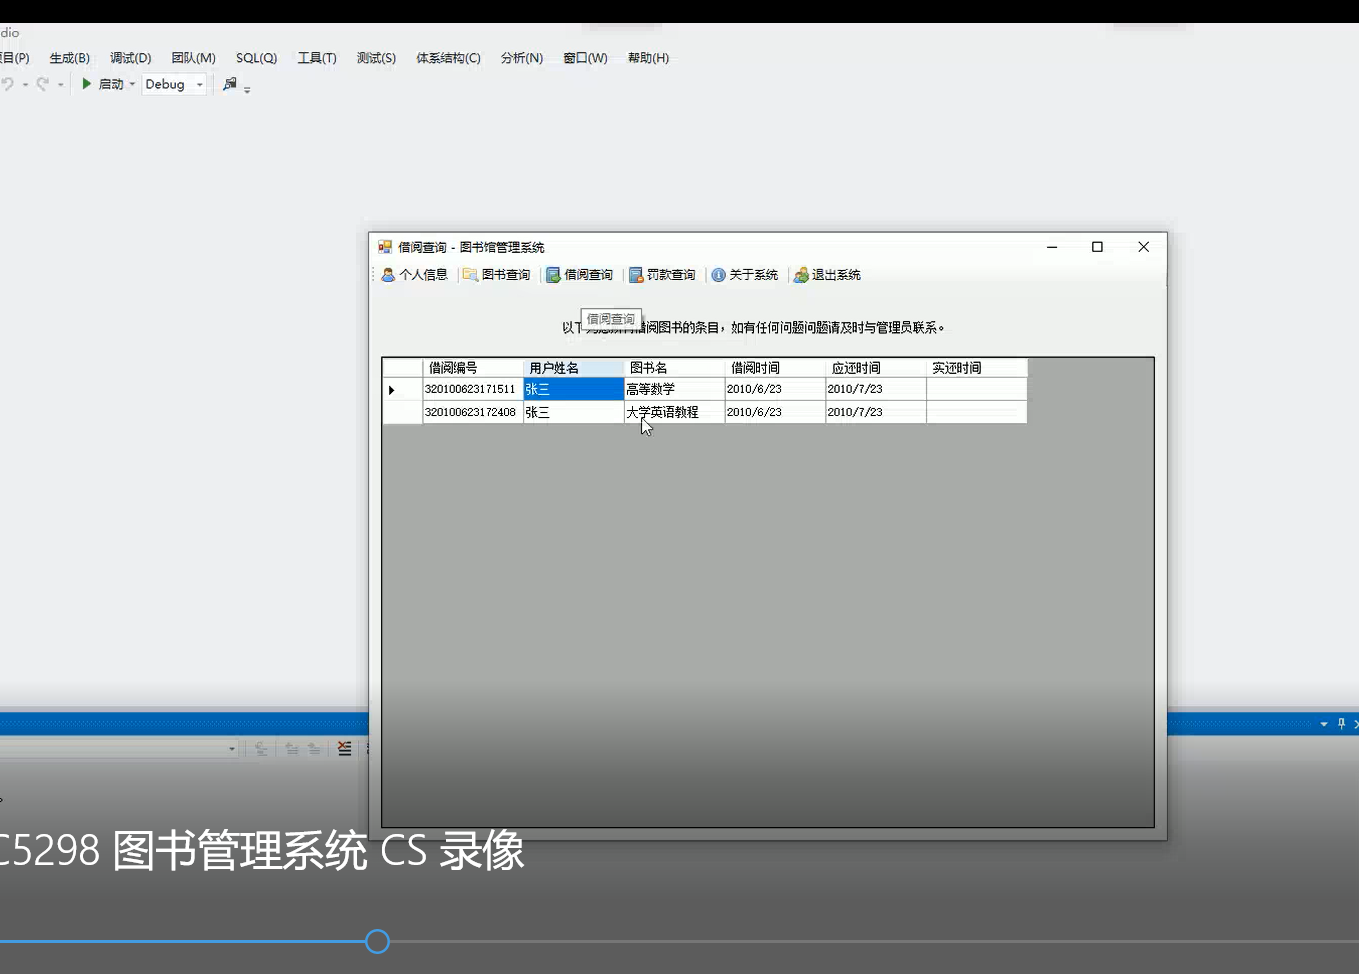 dio
项目(P) 生成(B) 调试(D) 团队(M) SQL(Q) 工具(T) 测试(S) 体系结构(C) 分析(N) 窗口(W) 帮助(H)
启动 Debug
借阅查询 - 图书馆管理系统
个人信息 图书查询 借阅查询 罚款查询 关于系统 退出系统
借阅查询
以下 借阅图书的条目，如有任何问题问题请及时与管理员联系。
借阅编号 用户姓名 图书名 借阅时间 应还时间 实还时间
320100623171511 张三 高等数学 2010/6/23 2010/7/23
320100623172408 张三 大学英语教程 2010/6/23 2010/7/23
C5298 图书管理系统 CS 录像